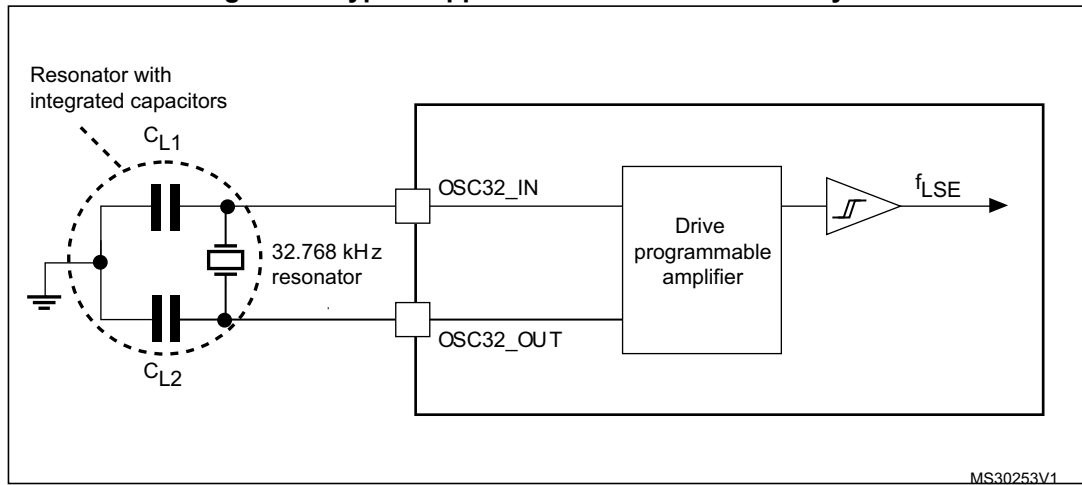 Resonator with
integrated capacitors
CL1
OSC32_IN
fLSE
Drive
programmable
amplifier
32.768 kHz
resonator
OSC32_OUT
CL2
MS30253V1